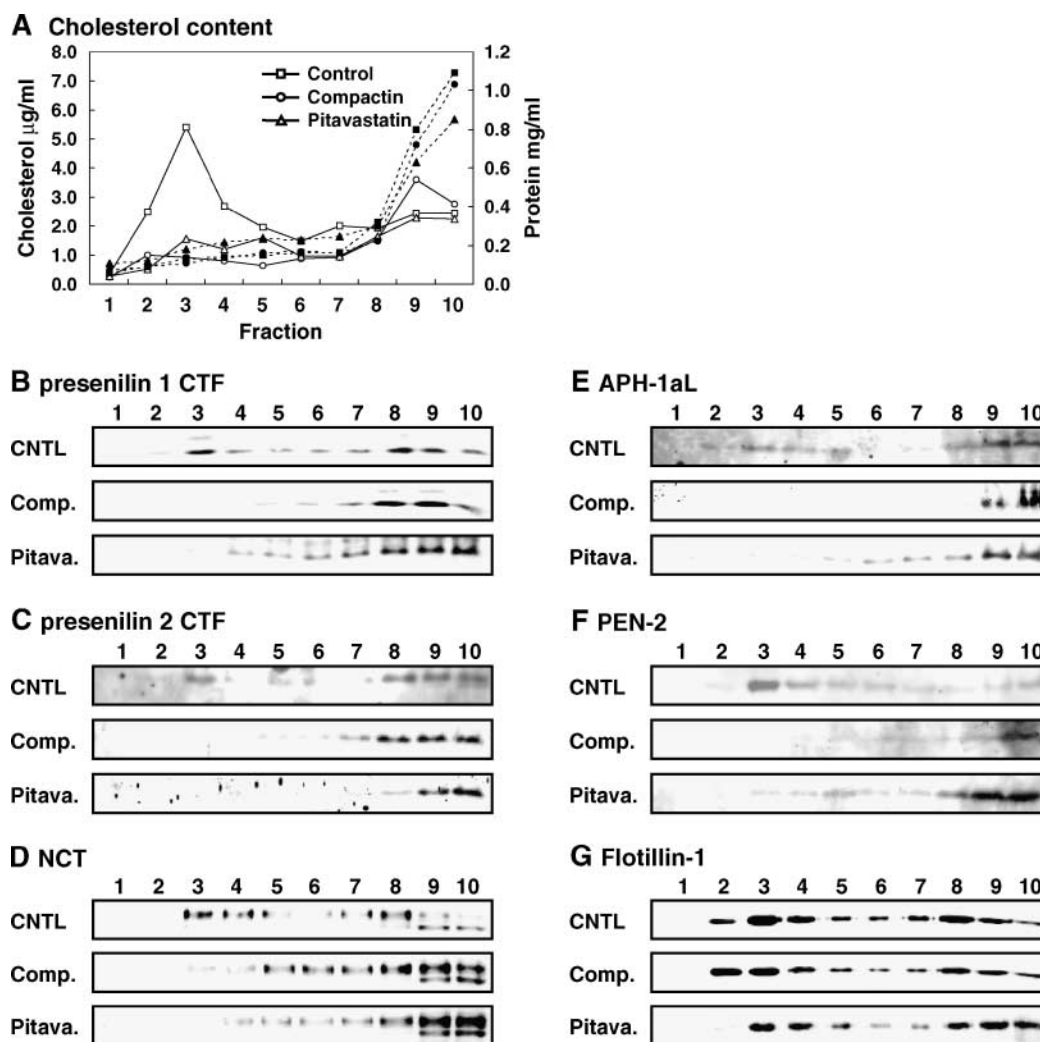 A Cholesterol content
8.0
7.0
6.0
5.0
4.0
3.0
2.0
1.0
0.0
Cholesterol µg/ml
Control
Compactin
Pitavastatin
1.2
1.0
0.8
0.6
0.4
0.2
0.0
Protein mg/ml
1 2 3 4 5 6 7 8 9 10
Fraction
B presenilin 1 CTF
1 2 3 4 5 6 7 8 9 10
CNTL
Comp.
Pitava.
C presenilin 2 CTF
1 2 3 4 5 6 7 8 9 10
CNTL
Comp.
Pitava.
D NCT
1 2 3 4 5 6 7 8 9 10
CNTL
Comp.
Pitava.
E APH-1aL
1 2 3 4 5 6 7 8 9 10
CNTL
Comp.
Pitava.
F PEN-2
1 2 3 4 5 6 7 8 9 10
CNTL
Comp.
Pitava.
G Flotillin-1
1 2 3 4 5 6 7 8 9 10
CNTL
Comp.
Pitava.